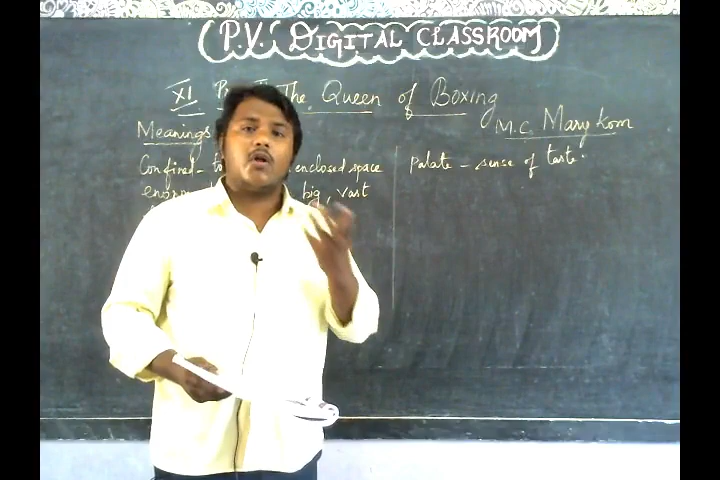 P.V. DIGITAL CLASSROOM
XI The Queen of Boxing
M.C. Mary Kom
Meanings
Confined - to enclosed space
big, vast
palate - sense of taste.